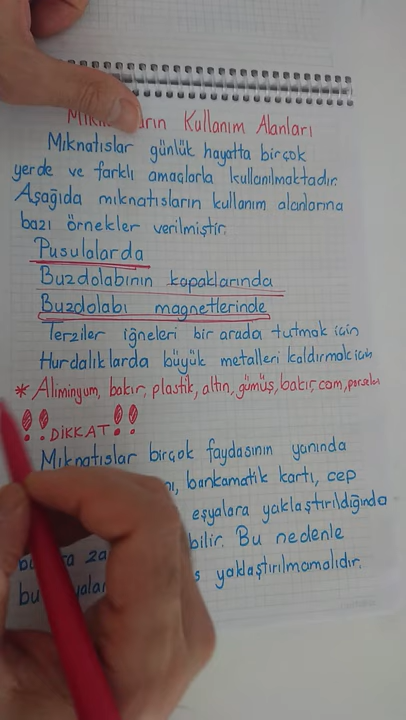 Kullanım Alanları
Mıknatıslar günlük hayatta birçok
yerde ve farklı amaçlarla kullanılmaktadır.
Aşağıda mıknatısların kullanım alanlarına
bazı örnekler verilmiştir.
Pusulalarda
Buzdolabının kapaklarında
Buzdolabı magnetlerinde
Terziler iğneleri bir arada tutmak için
Hurdalıklarda büyük metalleri kaldırmak için
* Aliminyum, bakır, plastik, altın, gümüş, bakır, cam, porselen
!! DİKKAT !!
Mıknatıslar birçok faydasının yanında
bankamatik kartı, cep
eşyalara yaklaştırıldığında
bilir. Bu nedenle
yaklaştırılmamalıdır.